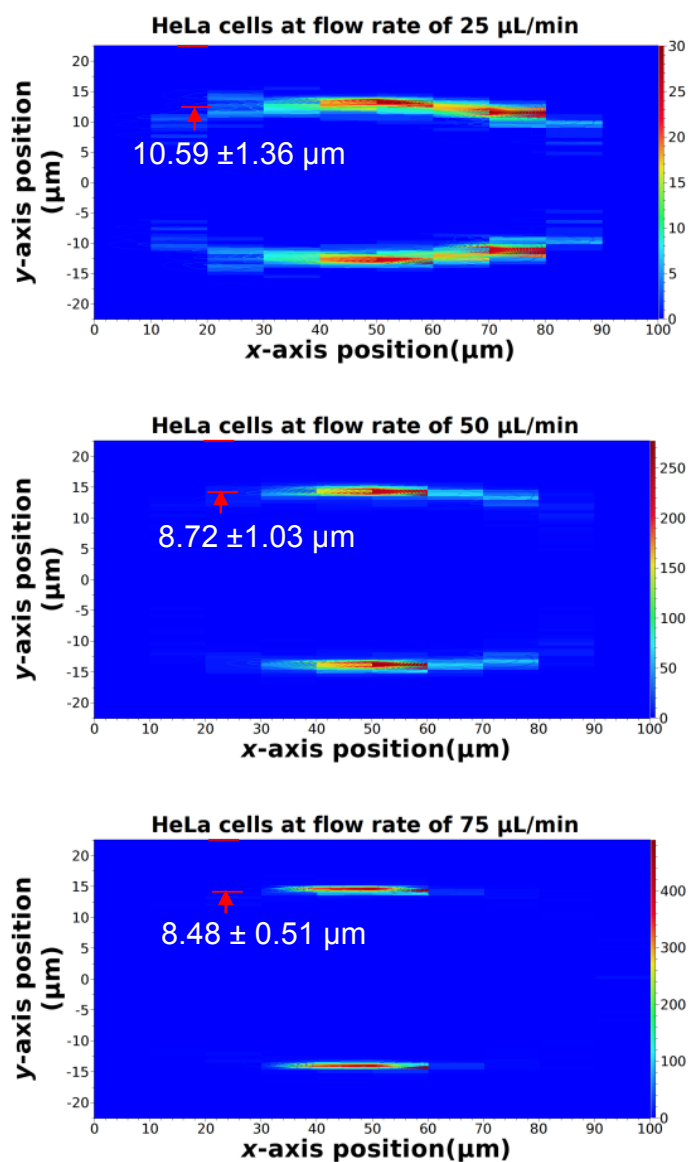 HeLa cells at flow rate of 25 µL/min
y-axis position
(µm)
20
15
10
5
0
-5
-10
-15
-20
10.59 ±1.36 µm
30
25
20
15
10
5
0
0 10 20 30 40 50 60 70 80 90 100
x-axis position(µm)
HeLa cells at flow rate of 50 µL/min
y-axis position
(µm)
20
15
10
5
0
-5
-10
-15
-20
8.72 ±1.03 µm
250
200
150
100
50
0
0 10 20 30 40 50 60 70 80 90 100
x-axis position(µm)
HeLa cells at flow rate of 75 µL/min
y-axis position
(µm)
20
15
10
5
0
-5
-10
-15
-20
8.48 ± 0.51 µm
400
300
200
100
0
0 10 20 30 40 50 60 70 80 90 100
x-axis position(µm)